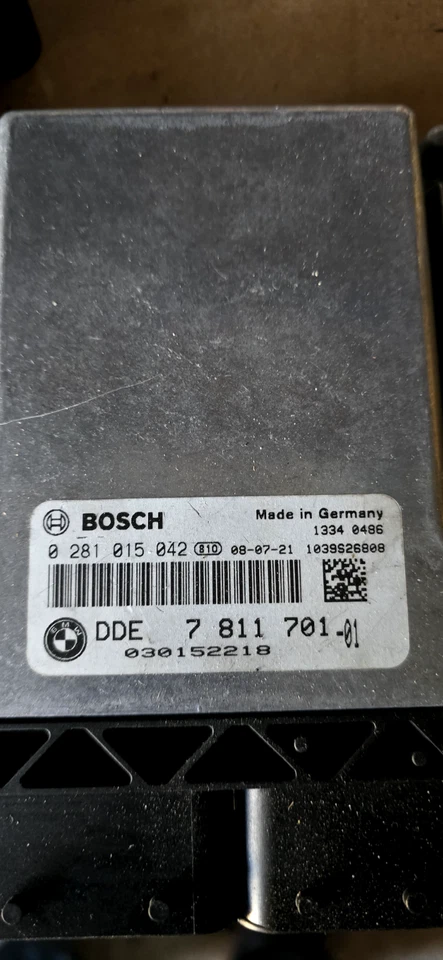 BOSCH
Made in Germany
1334 0486
0 281 015 042 810 08-07-21 1039S26808
BMW DDE 7 811 701-01
030152218